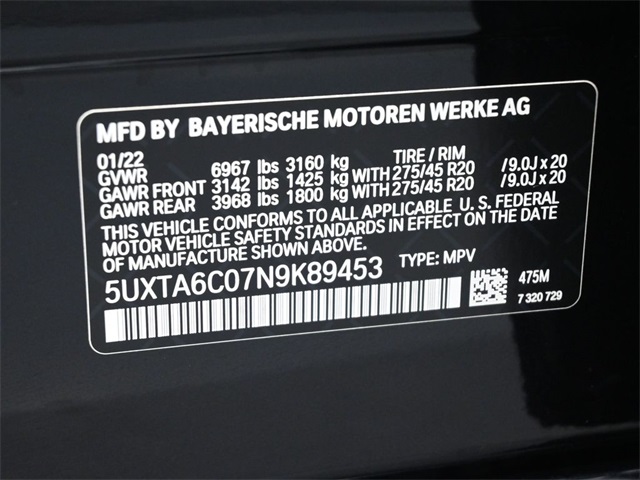 MFD BY BAYERISCHE MOTOREN WERKE AG
01/22 TIRE / RIM
GVWR 6967 lbs 3160 kg
GAWR FRONT 3142 lbs 1425 kg WITH 275/45 R20 /9.0J x 20
GAWR REAR 3968 lbs 1800 kg WITH 275/45 R20 /9.0J x 20
THIS VEHICLE CONFORMS TO ALL APPLICABLE U. S. FEDERAL
MOTOR VEHICLE SAFETY STANDARDS IN EFFECT ON THE DATE
OF MANUFACTURE SHOWN ABOVE.
5UXTA6C07N9K89453 TYPE: MPV 475M
7 320 729